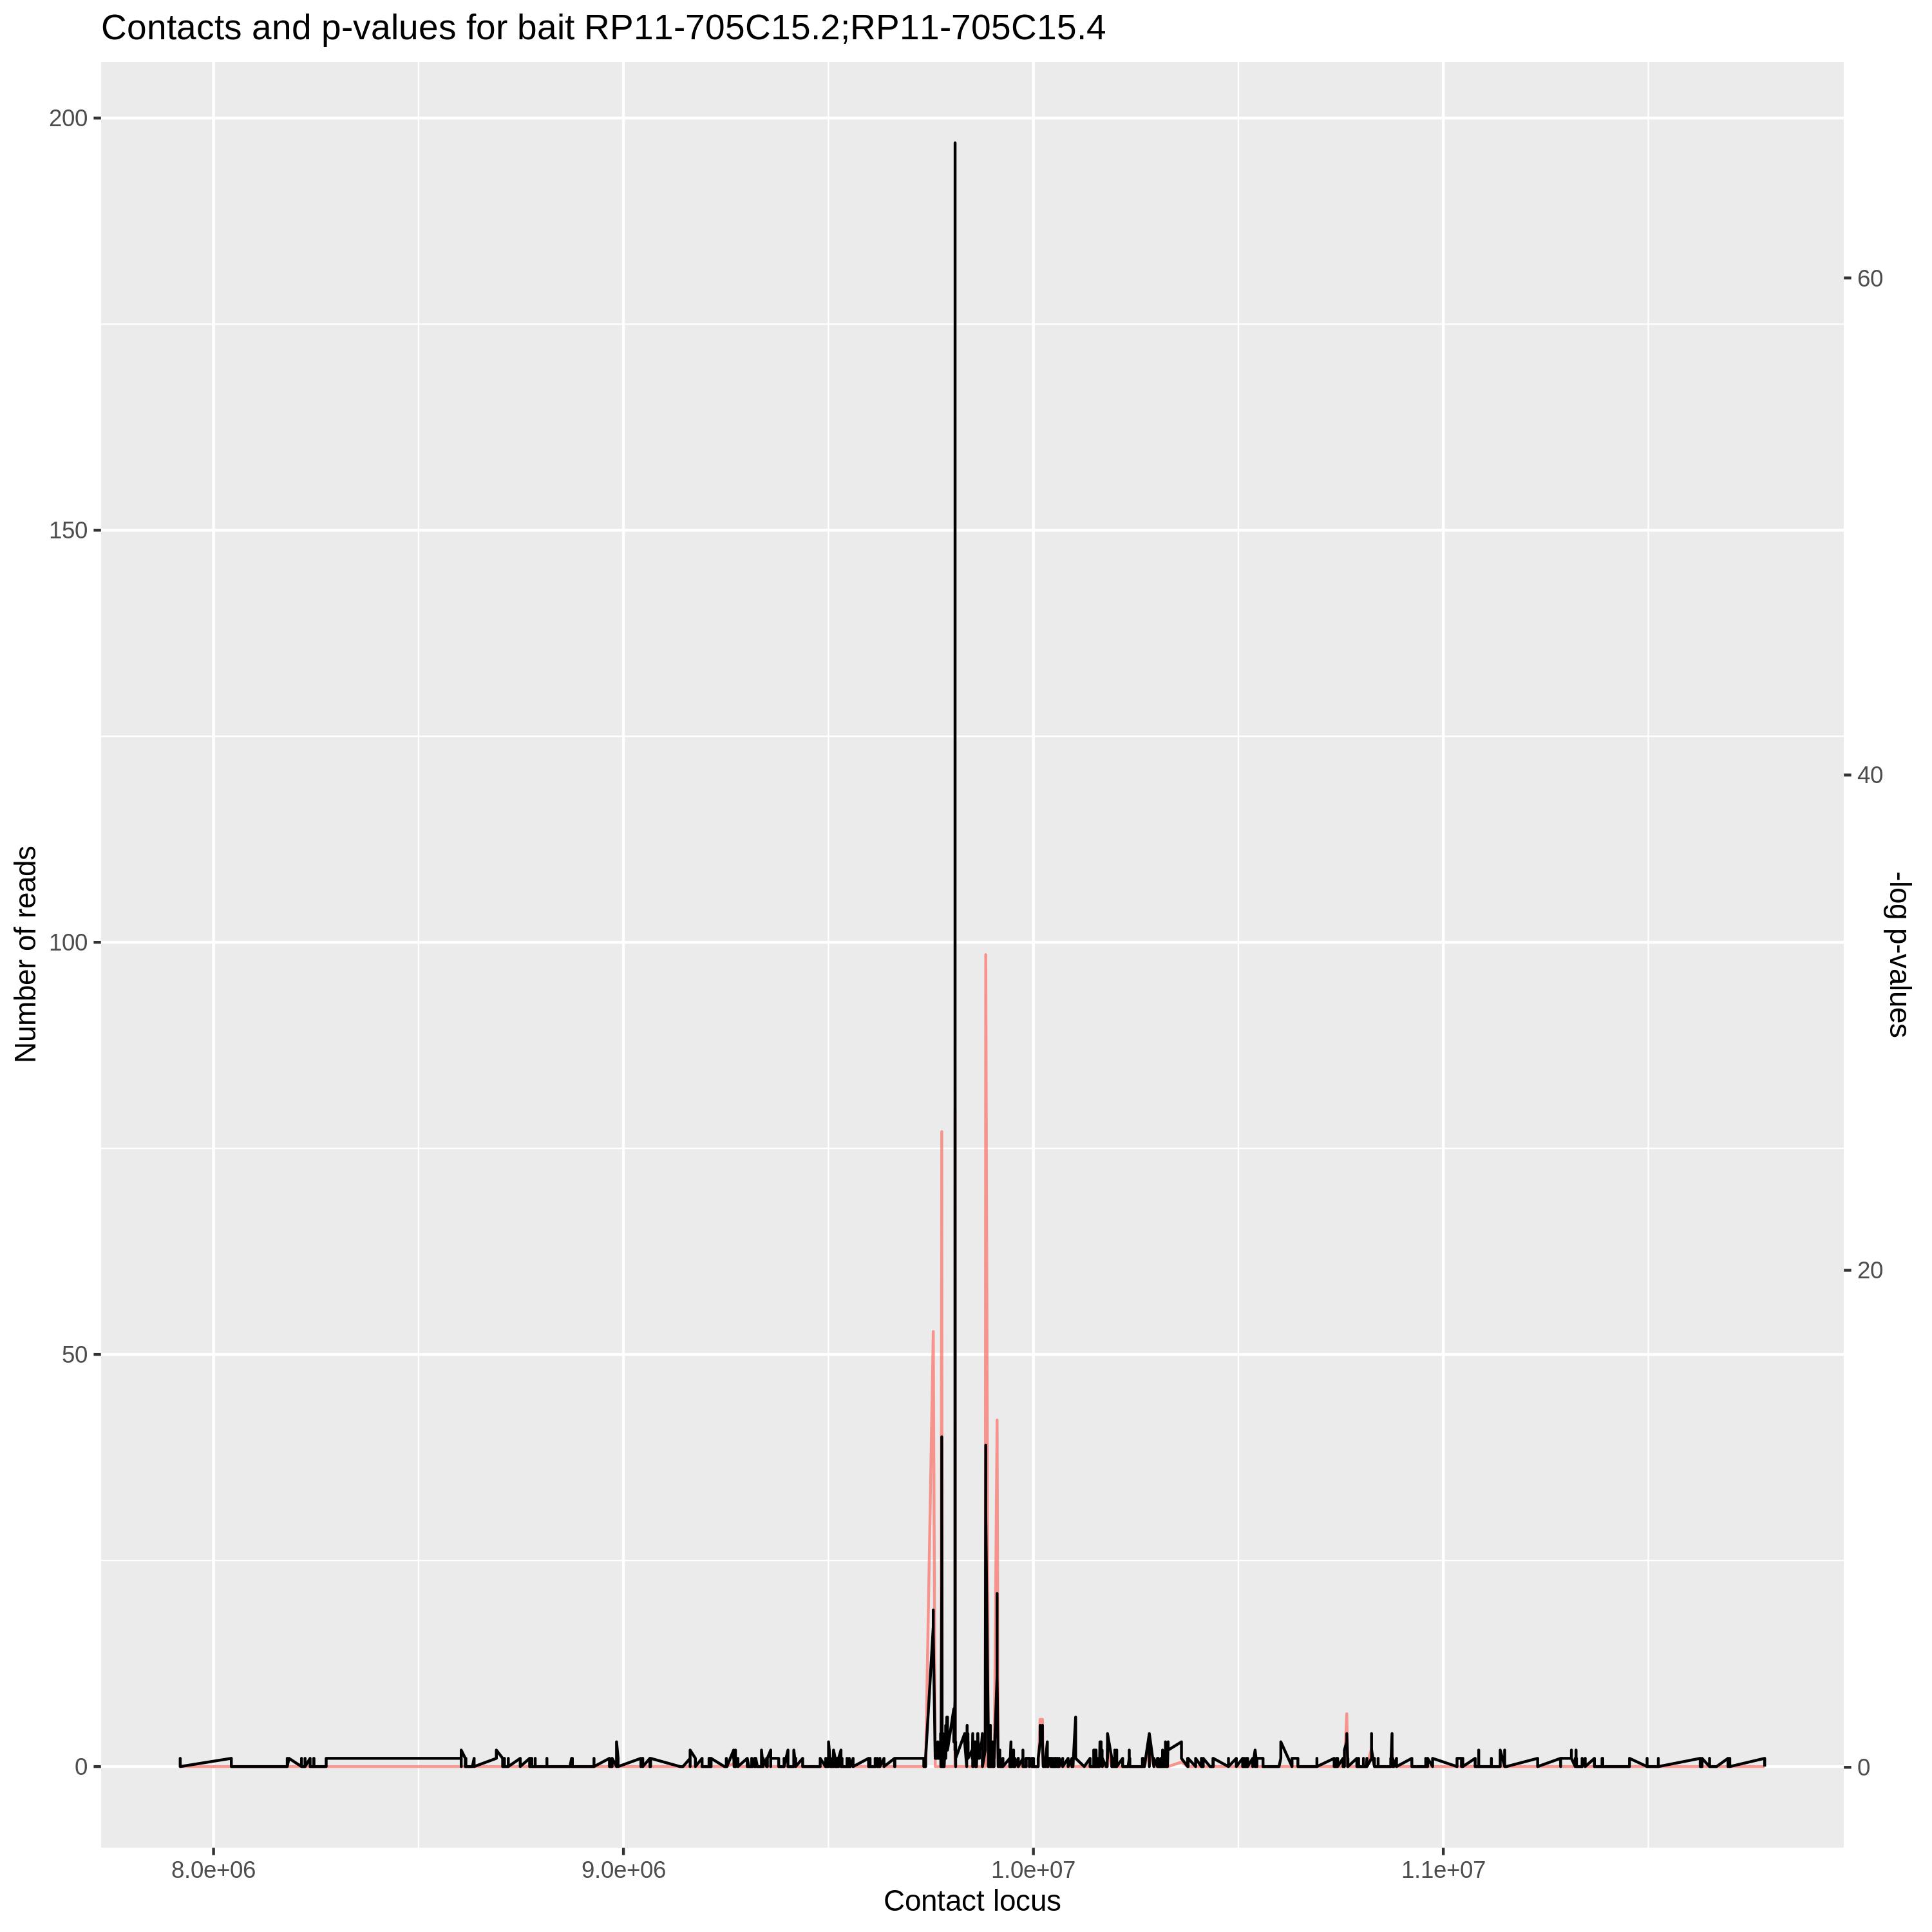 Contacts and p-values for bait RP11-705C15.2;RP11-705C15.4
200
150
100
50
0
Number of reads
60
40
20
0
-log p-values
8.0e+06
9.0e+06
1.0e+07
1.1e+07
Contact locus